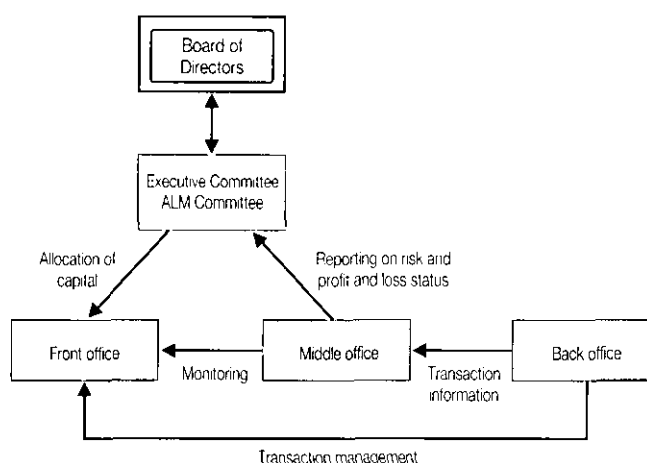 Board of
Directors
Executive Committee
ALM Committee
Allocation of
capital
Reporting on risk and
profit and loss status
Front office
Middle office
Back office
Monitoring
Transaction
information
Transaction management